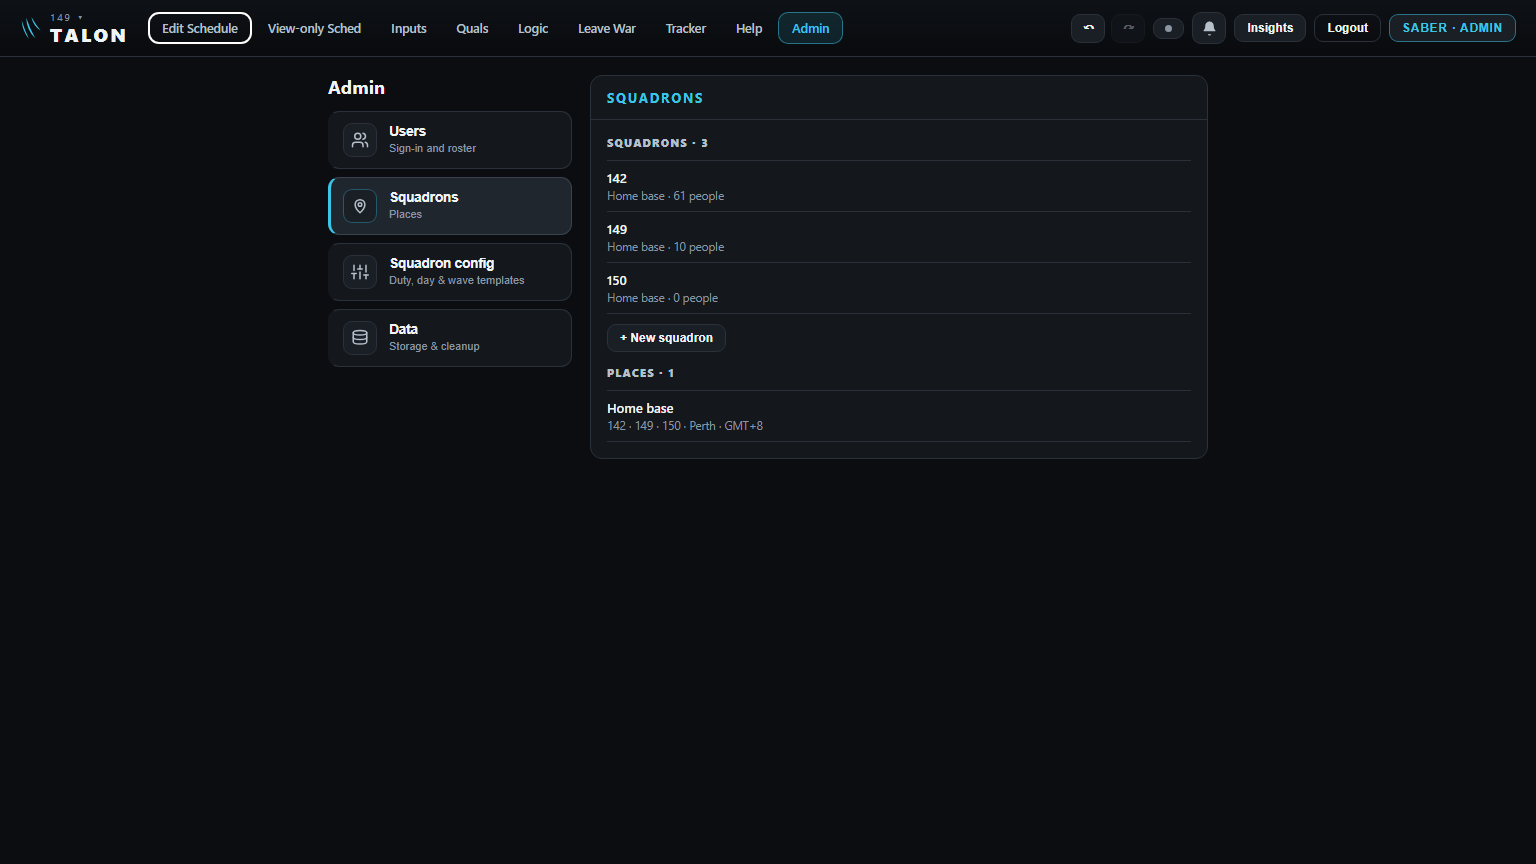 149 ▾
TALON
Edit Schedule
View-only Sched
Inputs
Quals
Logic
Leave War
Tracker
Help
Admin
Insights
Logout
SABER · ADMIN
Admin
Users
Sign-in and roster
Squadrons
Places
Squadron config
Duty, day & wave templates
Data
Storage & cleanup
SQUADRONS
SQUADRONS · 3
142
Home base · 61 people
149
Home base · 10 people
150
Home base · 0 people
+ New squadron
PLACES · 1
Home base
142 · 149 · 150 · Perth · GMT+8